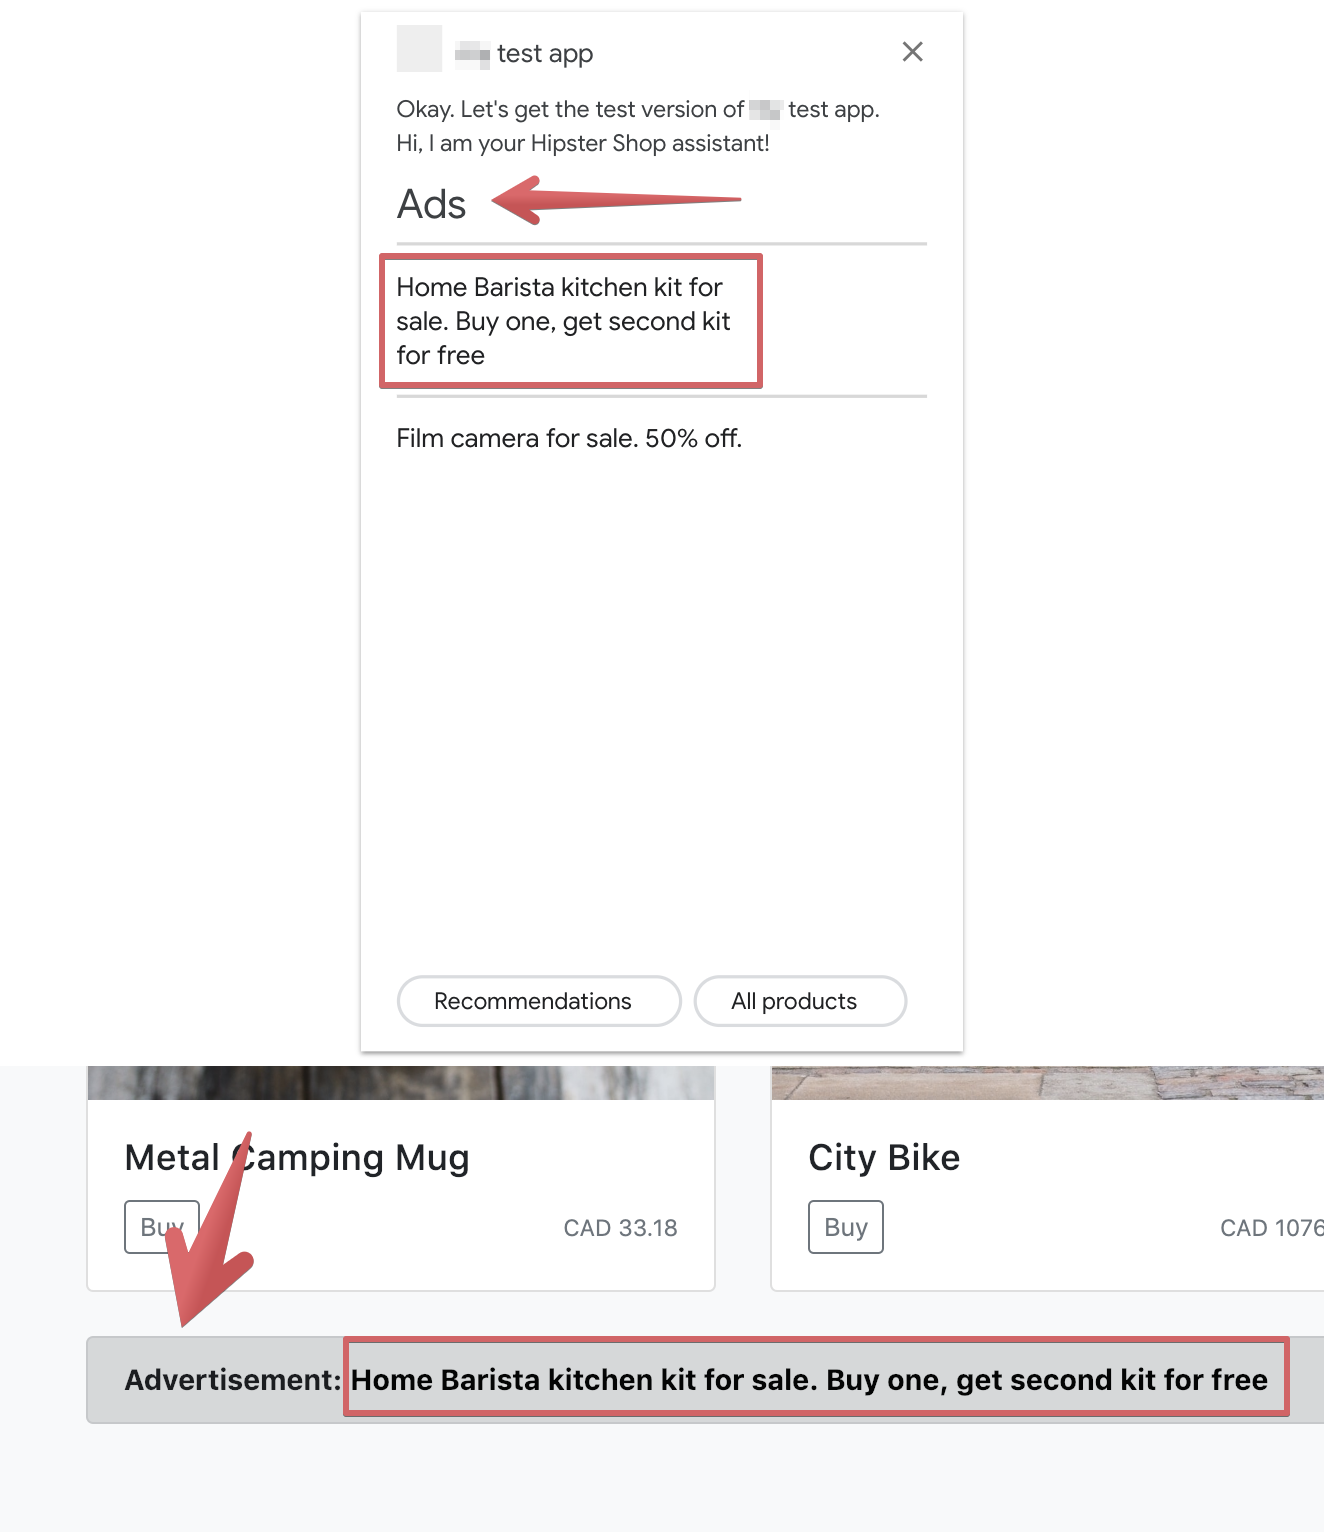 test app
Okay. Let's get the test version of test app.
Hi, I am your Hipster Shop assistant!
Ads
Home Barista kitchen kit for
sale. Buy one, get second kit
for free
Film camera for sale. 50% off.
Recommendations
All products
Metal Camping Mug
Buy
CAD 33.18
City Bike
Buy
CAD 1076
Advertisement: Home Barista kitchen kit for sale. Buy one, get second kit for free